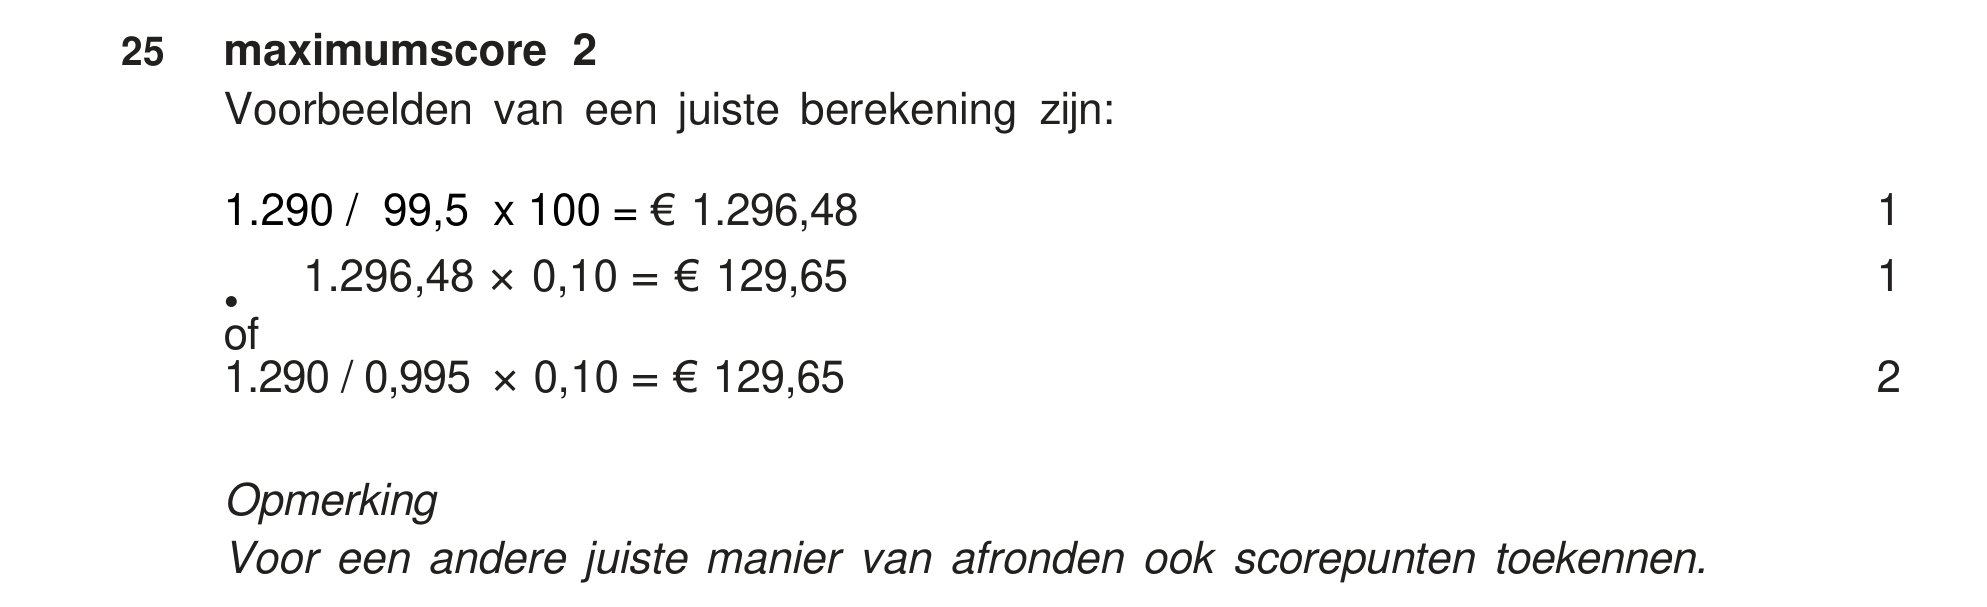 25 maximumscore 2
Voorbeelden van een juiste berekening zijn:
1.290 / 99,5 x 100 = € 1.296,48 1
1.296,48 × 0,10 = € 129,65 1
•
of
1.290 / 0,995 × 0,10 = € 129,65 2
Opmerking
Voor een andere juiste manier van afronden ook scorepunten toekennen.